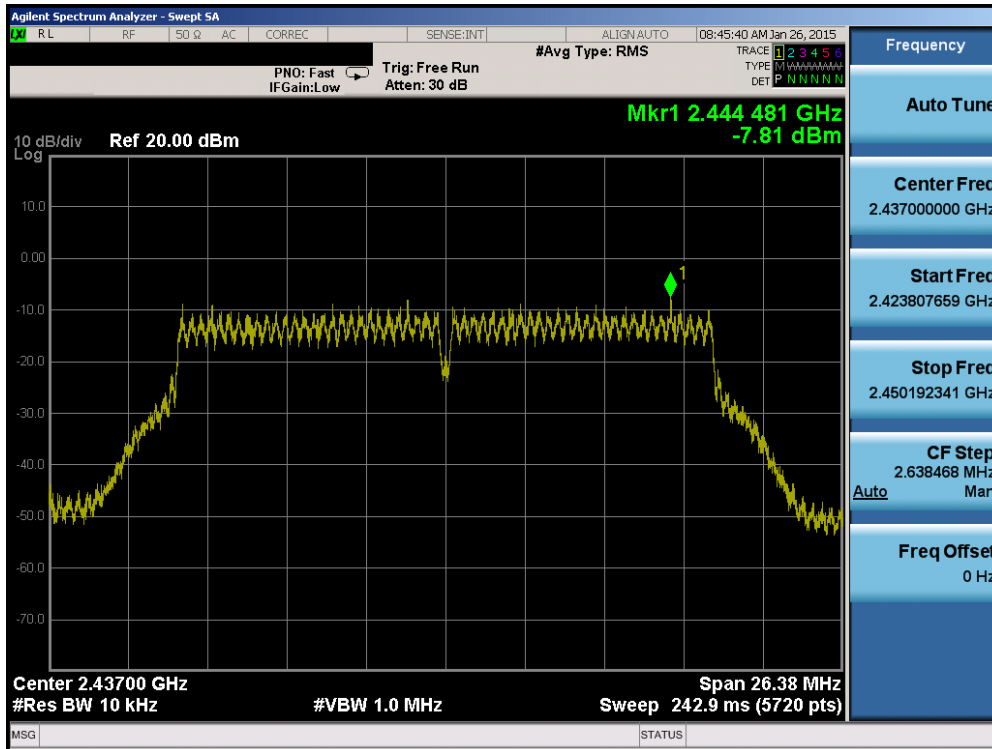 Agilent Spectrum Analyzer - Swept SA
LXI RL RF 50 Ω AC CORREC SENSE:INT ALIGN AUTO 08:45:40 AM Jan 26, 2015
PNO: Fast
IFGain:Low
Trig: Free Run
Atten: 30 dB
#Avg Type: RMS
TRACE 1 2 3 4 5 6
TYPE M WWWWW
DET P N N N N N
Mkr1 2.444 481 GHz
-7.81 dBm
10 dB/div Ref 20.00 dBm
Log
1
10.0
0.00
-10.0
-20.0
-30.0
-40.0
-50.0
-60.0
-70.0
Center 2.43700 GHz Span 26.38 MHz
#Res BW 10 kHz #VBW 1.0 MHz Sweep 242.9 ms (5720 pts)
MSG STATUS
Frequency
Auto Tune
Center Freq
2.437000000 GHz
Start Freq
2.423807659 GHz
Stop Freq
2.450192341 GHz
CF Step
2.638468 MHz
Auto Man
Freq Offset
0 Hz